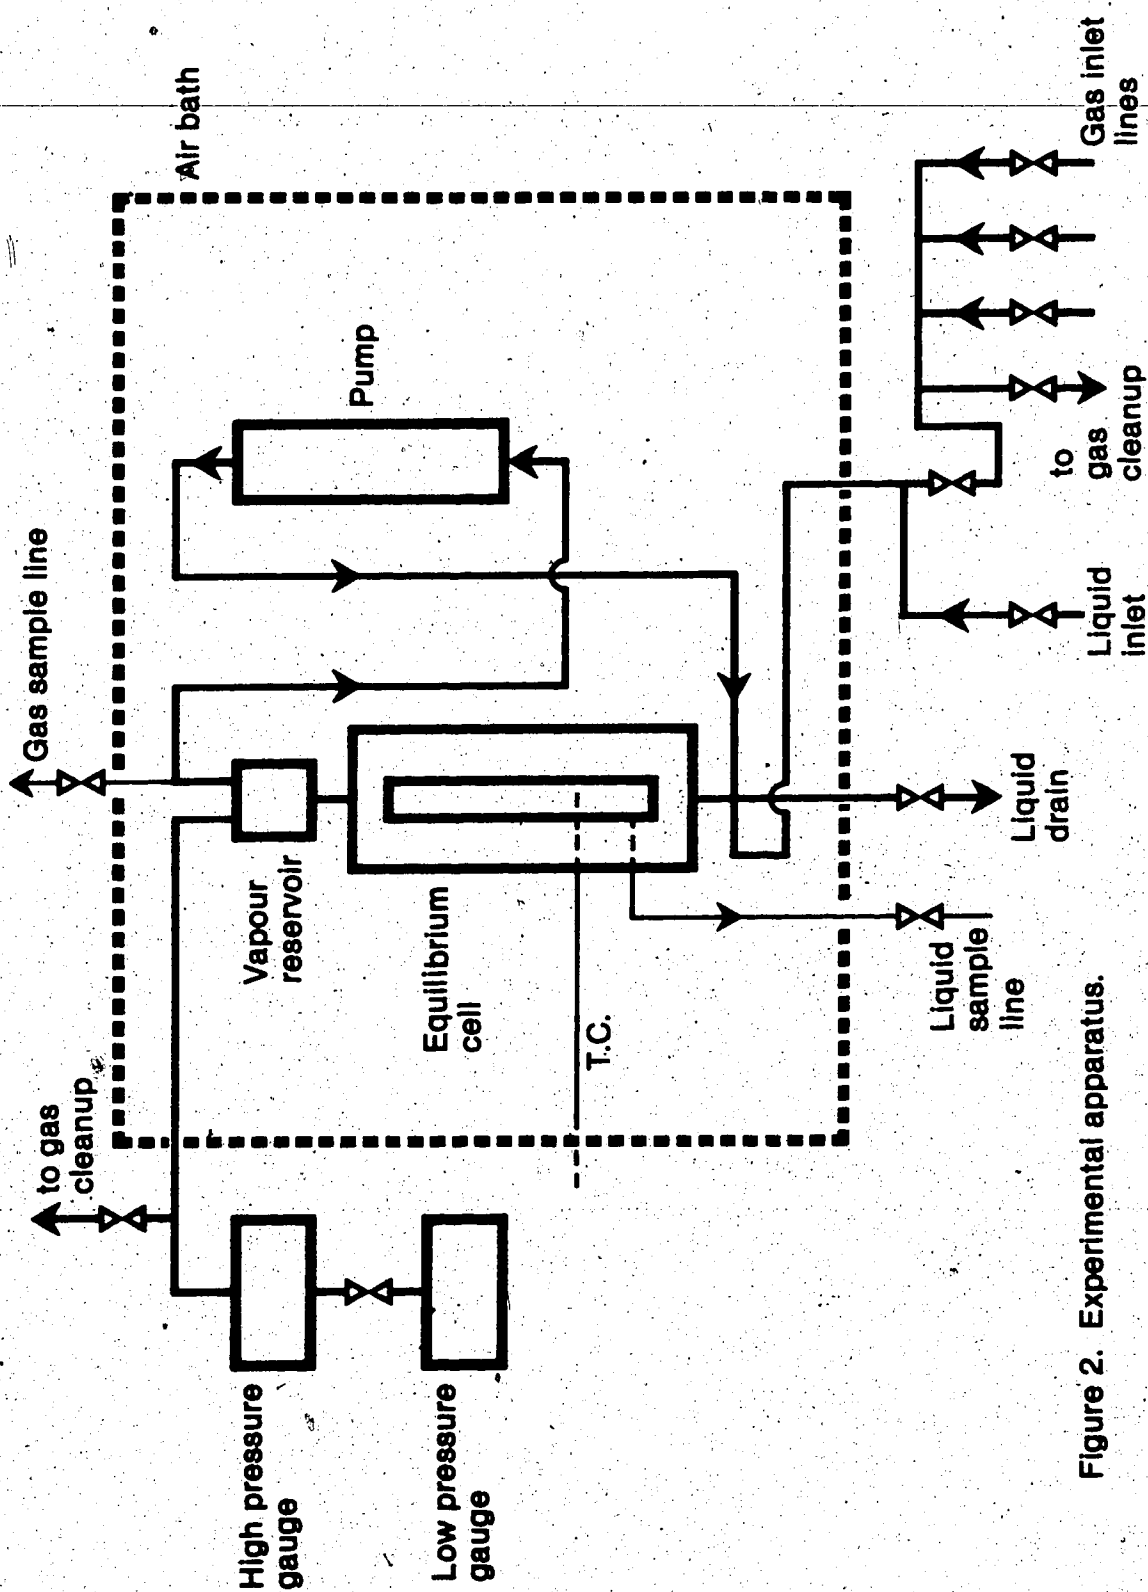 Gas sample line
Air bath
to gas
cleanup
Pump
Vapour
reservoir
High pressure
gauge
Equilibrium
cell
Low pressure
gauge
T.C.
Liquid
sample
line
Liquid
drain
Liquid
inlet
to
gas
cleanup
Gas inlet
lines
Figure 2. Experimental apparatus.